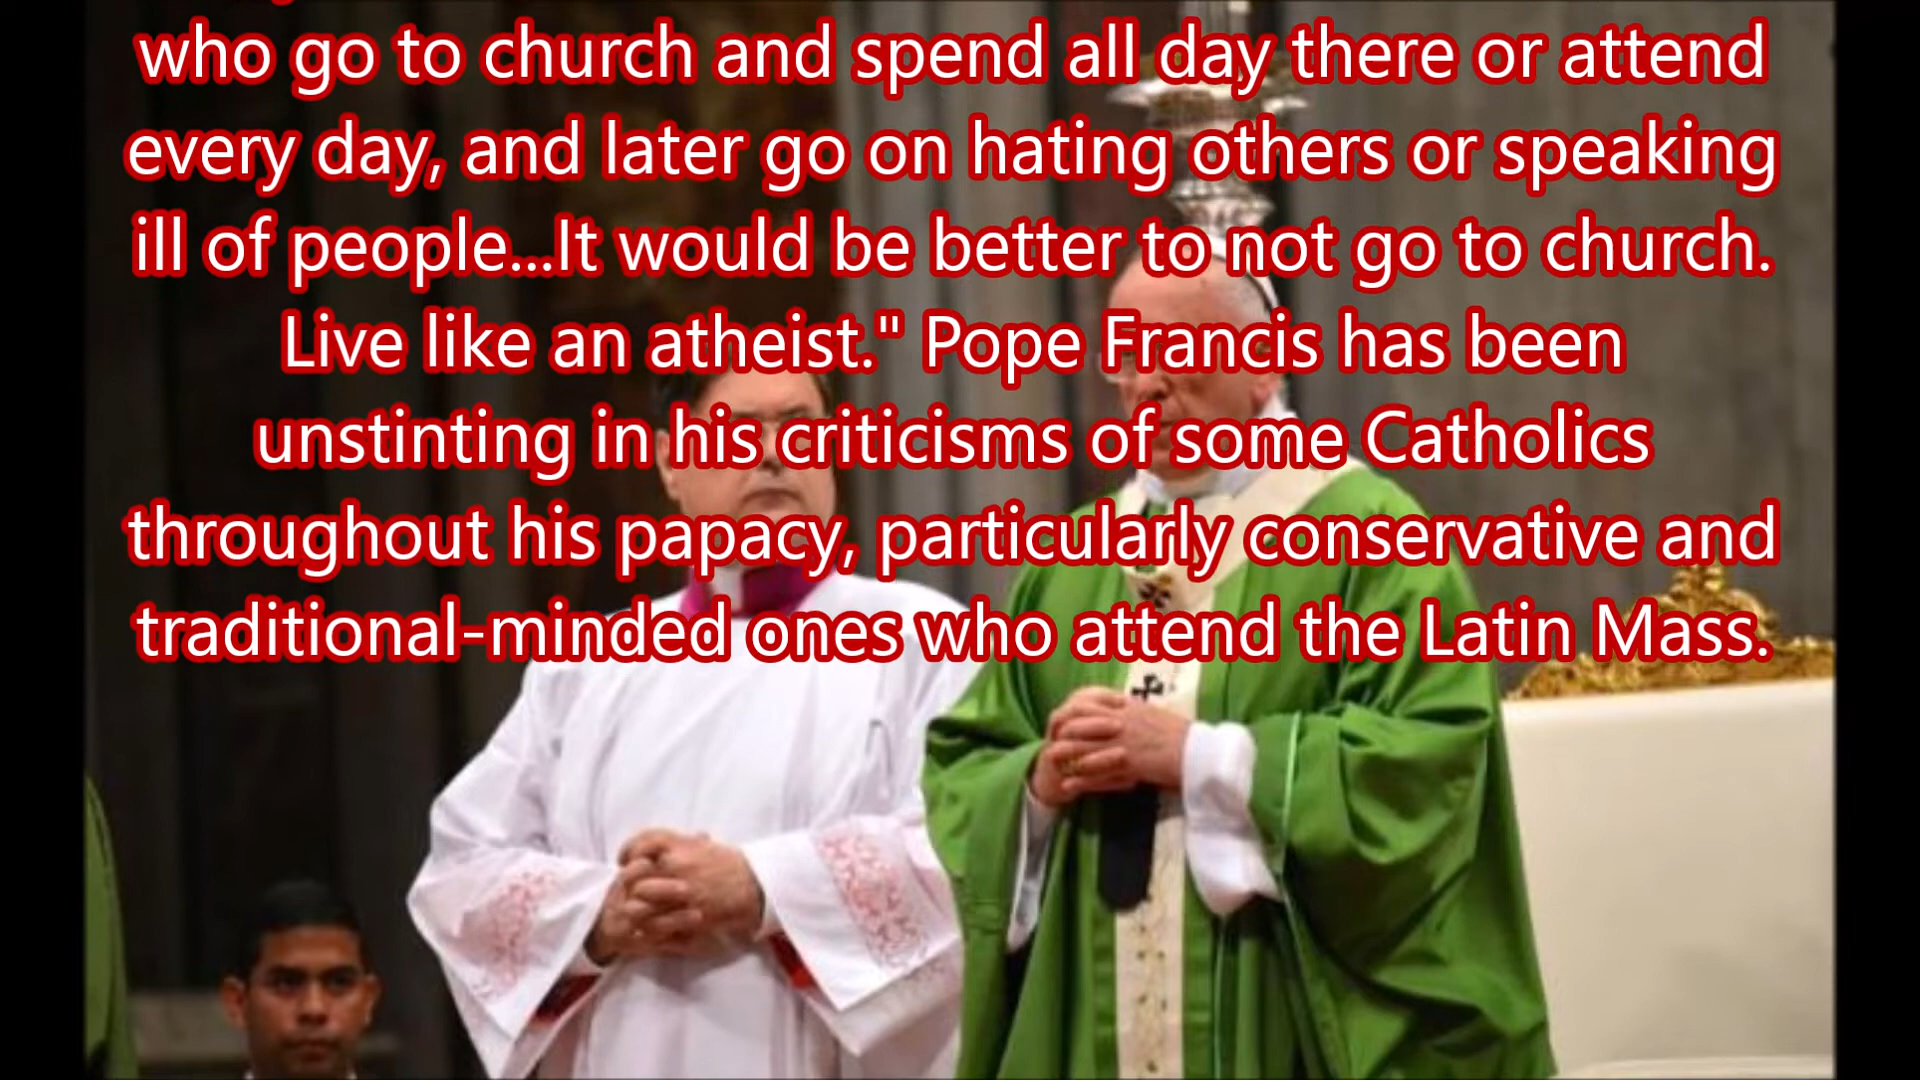 who go to church and spend all day there or attend
every day, and later go on hating others or speaking
ill of people...It would be better to not go to church.
Live like an atheist." Pope Francis has been
unstinting in his criticisms of some Catholics
throughout his papacy, particularly conservative and
traditional-minded ones who attend the Latin Mass.